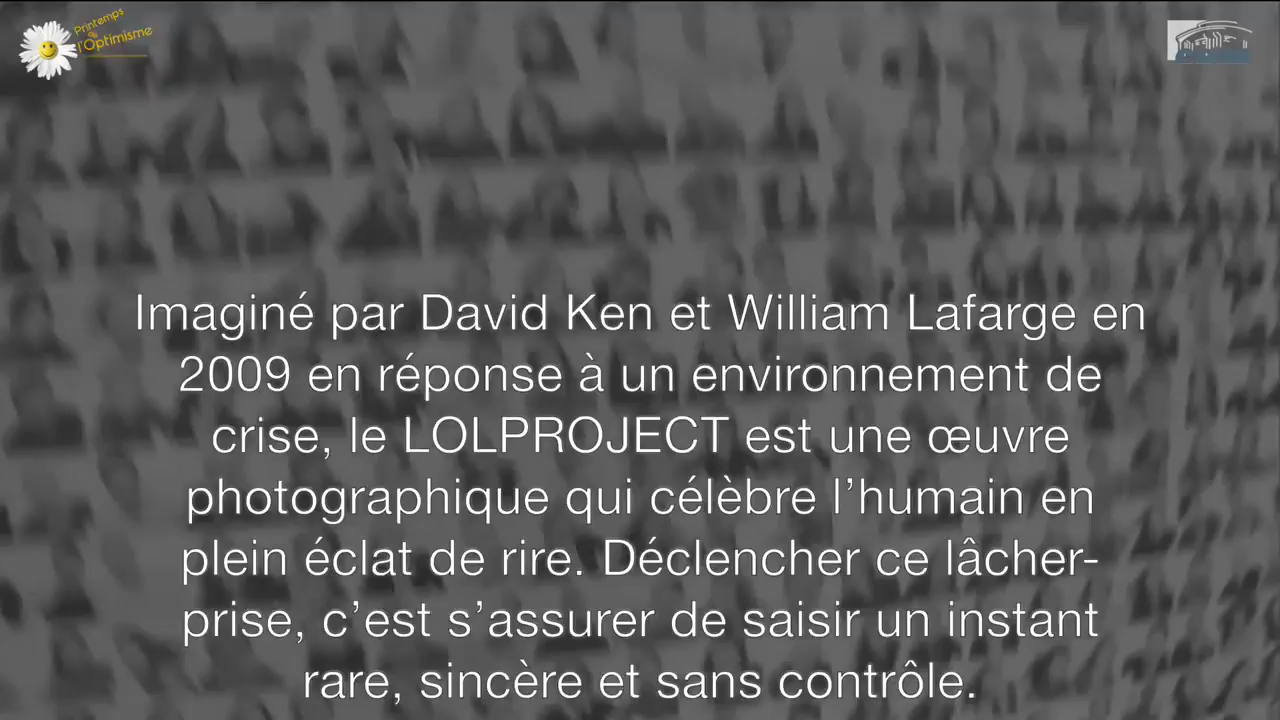 Printemps
de
l'Optimisme
Imaginé par David Ken et William Lafarge en
2009 en réponse à un environnement de
crise, le LOLPROJECT est une œuvre
photographique qui célèbre l’humain en
plein éclat de rire. Déclencher ce lâcher-
prise, c’est s’assurer de saisir un instant
rare, sincère et sans contrôle.